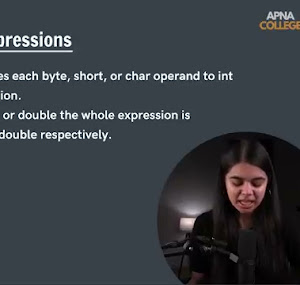 APNA
COLLEGE
pressions
es each byte, short, or char operand to int
ion.
or double the whole expression is
double respectively.